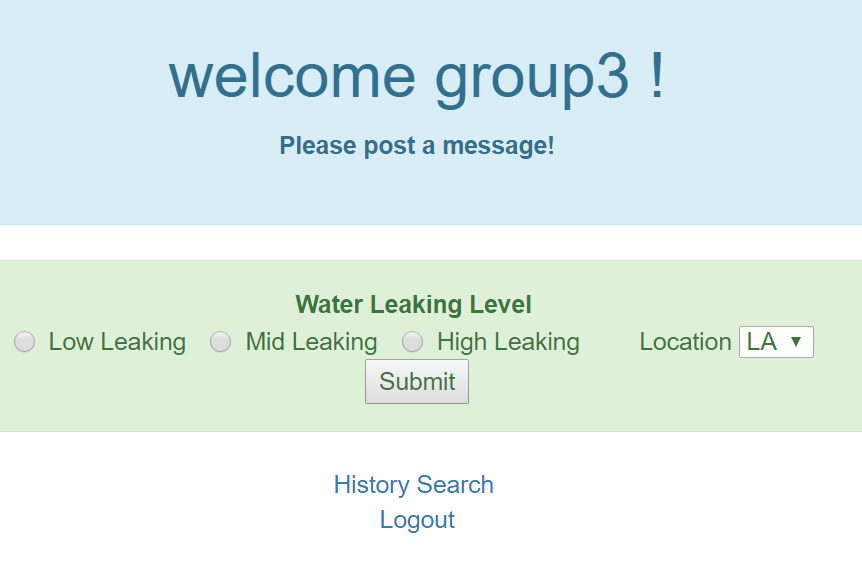 welcome group3 !
Please post a message!
Water Leaking Level
Low Leaking Mid Leaking High Leaking Location LA
Submit
History Search
Logout